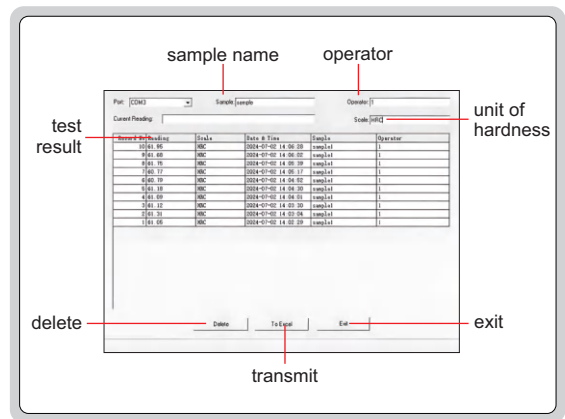 sample name
operator
Port: COM3
Sample: sample
Operator: 1
Current Reading:
Scale: HRC
unit of hardness
test result
Record No Reading Scale Date & Time Sample Operator
10 61.95 HRC 2024-07-02 14:06:28 sample1 1
9 61.68 HRC 2024-07-02 14:06:02 sample1 1
8 61.75 HRC 2024-07-02 14:05:39 sample1 1
7 60.77 HRC 2024-07-02 14:05:17 sample1 1
6 60.79 HRC 2024-07-02 14:04:52 sample1 1
5 61.18 HRC 2024-07-02 14:04:30 sample1 1
4 61.09 HRC 2024-07-02 14:04:01 sample1 1
3 61.12 HRC 2024-07-02 14:03:30 sample1 1
2 61.31 HRC 2024-07-02 14:03:04 sample1 1
1 61.05 HRC 2024-07-02 14:02:39 sample1 1
delete
Delete
To Excel
Exit
exit
transmit